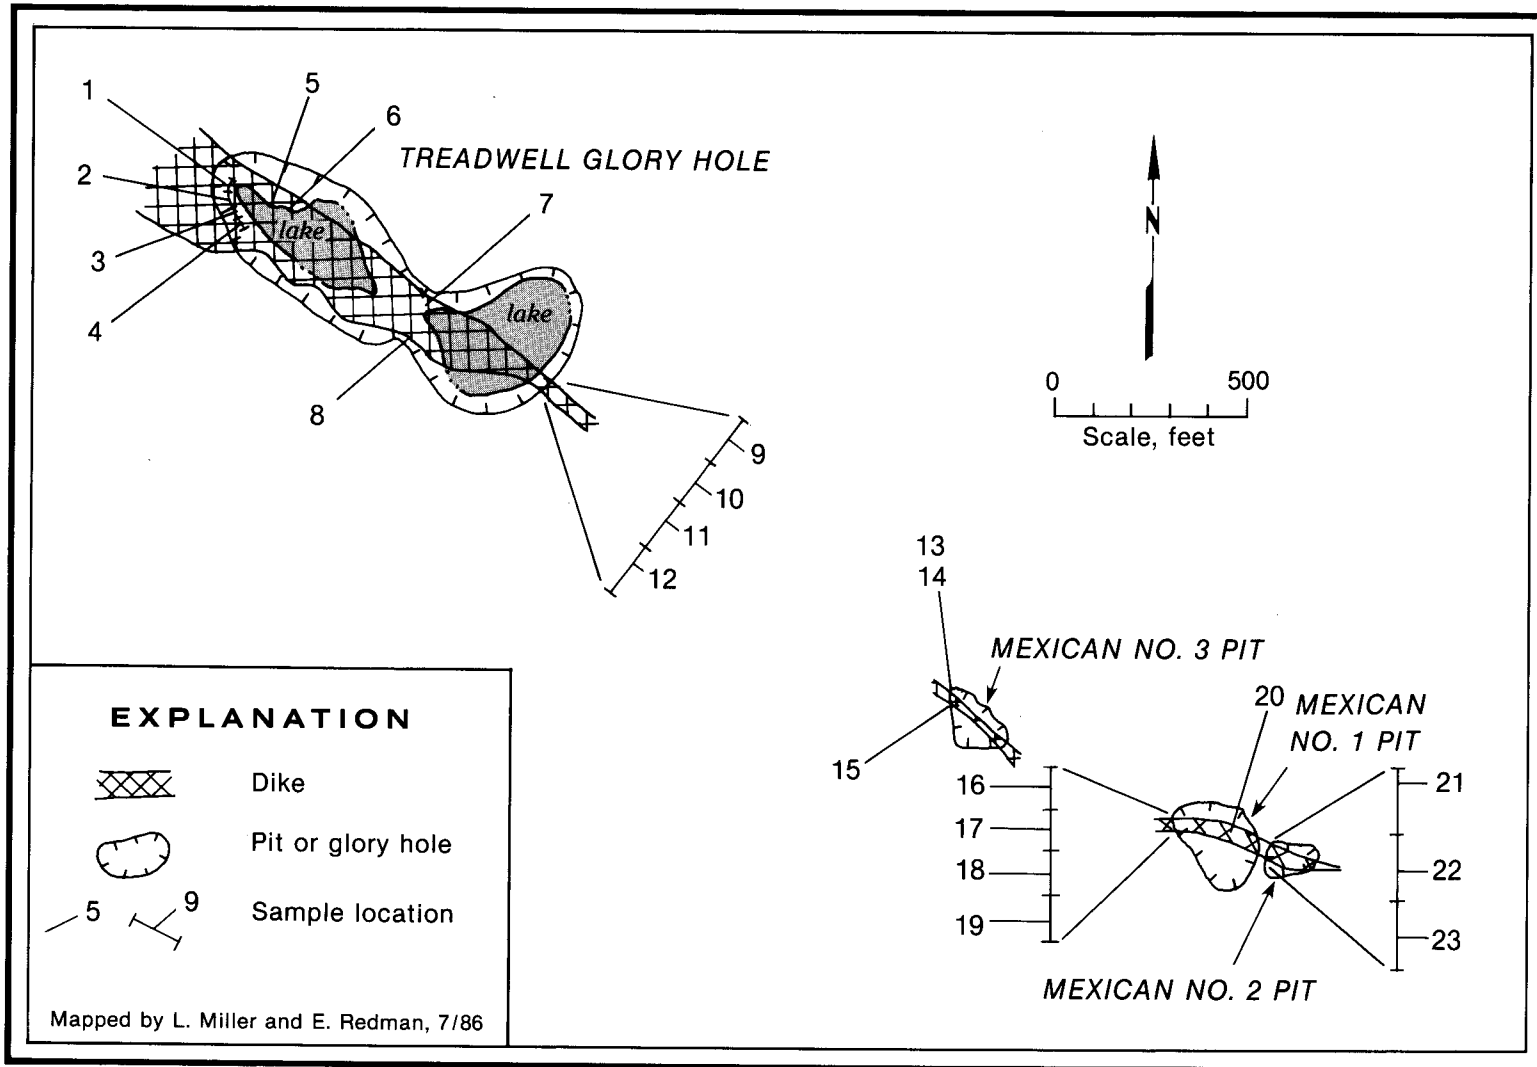 1
5
6
TREADWELL GLORY HOLE
2
7
lake
3
lake
4
8
N
0 500
Scale, feet
9
10
11
12
13
14
MEXICAN NO. 3 PIT
15
20
MEXICAN
NO. 1 PIT
16
17
18
19
21
22
23
MEXICAN NO. 2 PIT
EXPLANATION
Dike
Pit or glory hole
5 9 Sample location
Mapped by L. Miller and E. Redman, 7/86